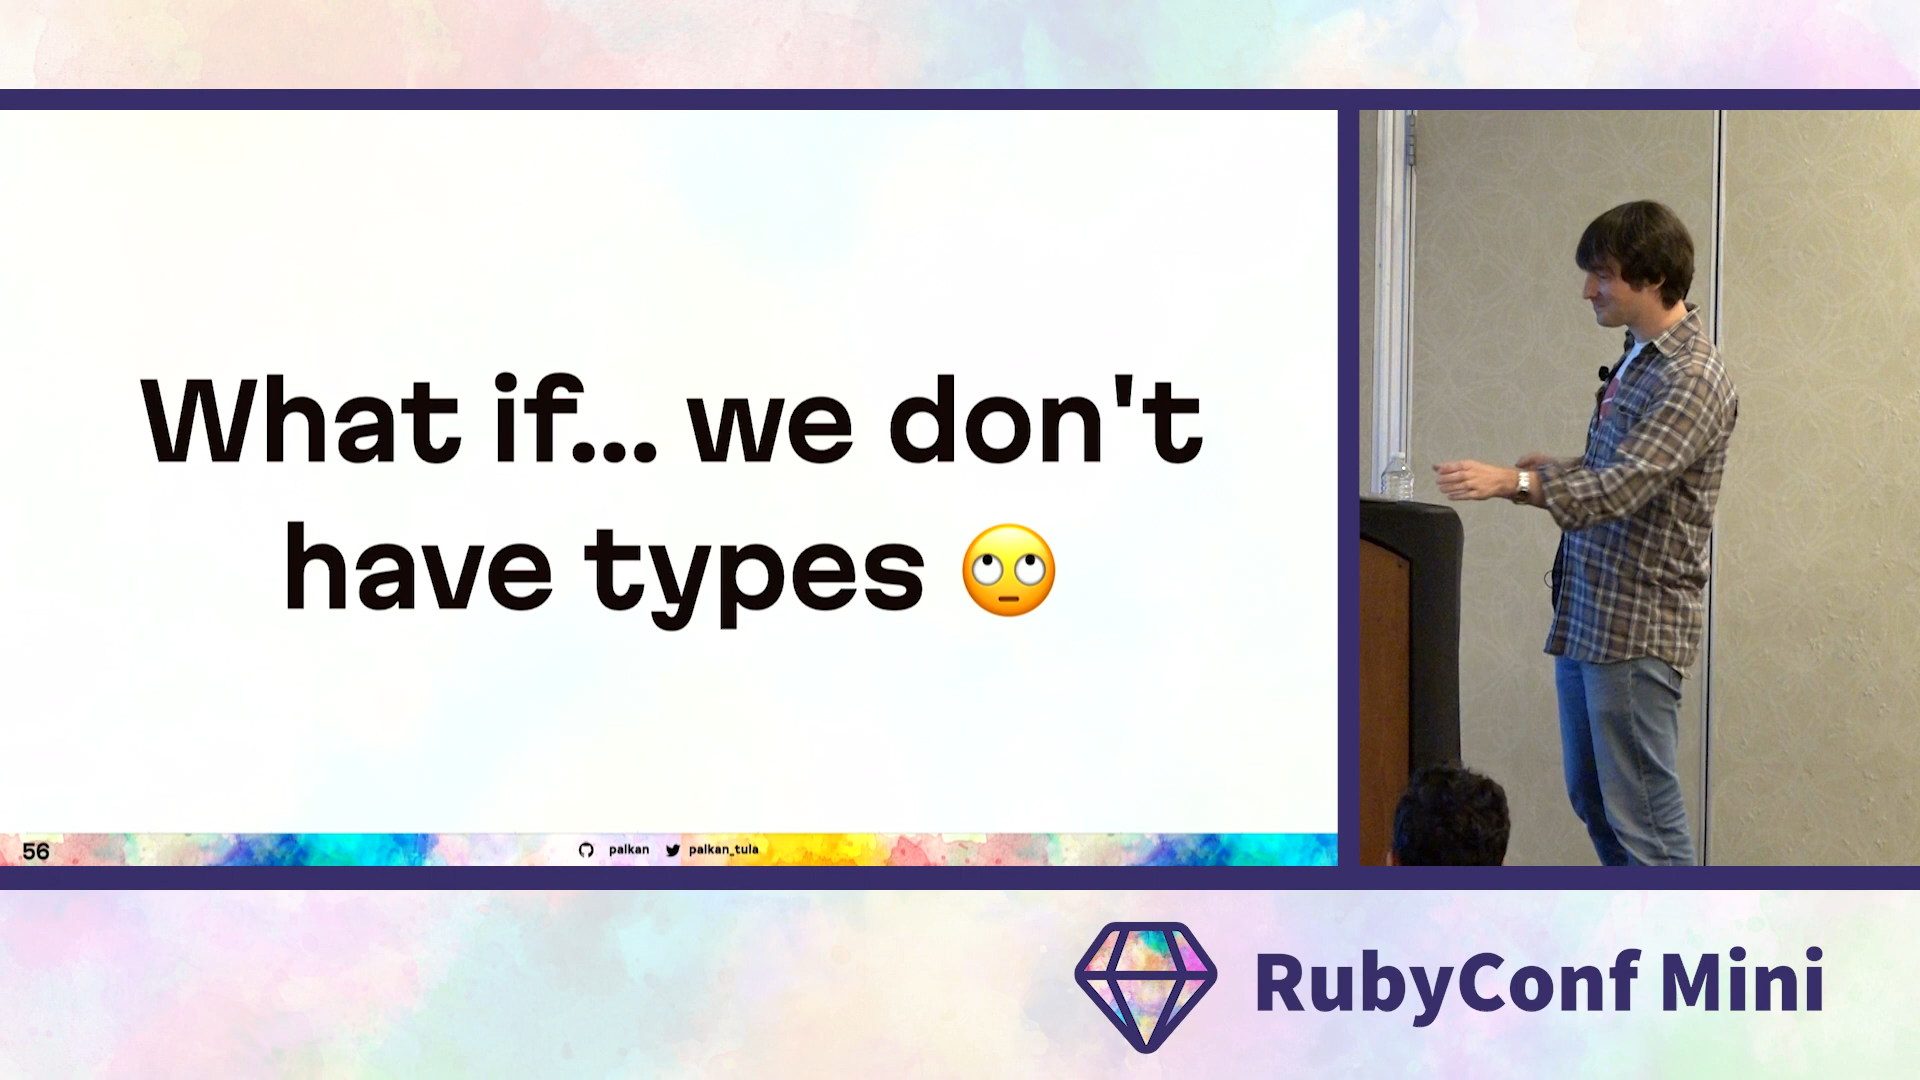 What if... we don't
have types 🙄
56
palkan palkan_tula
RubyConf Mini